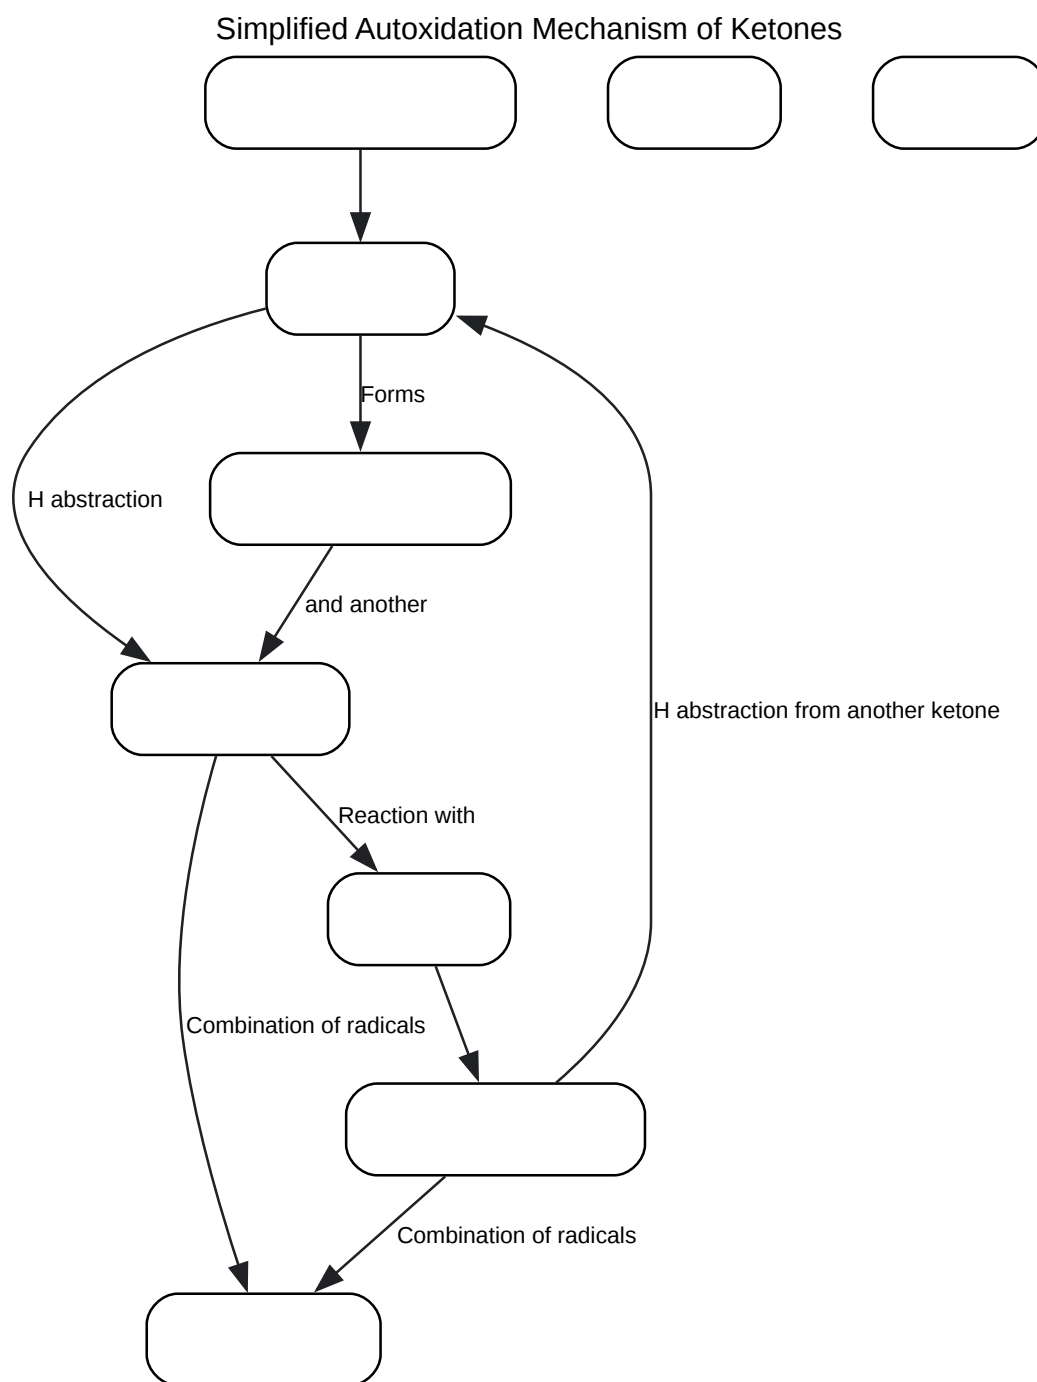 Simplified Autoxidation Mechanism of Ketones
Forms
H abstraction
and another
H abstraction from another ketone
Reaction with
Combination of radicals
Combination of radicals